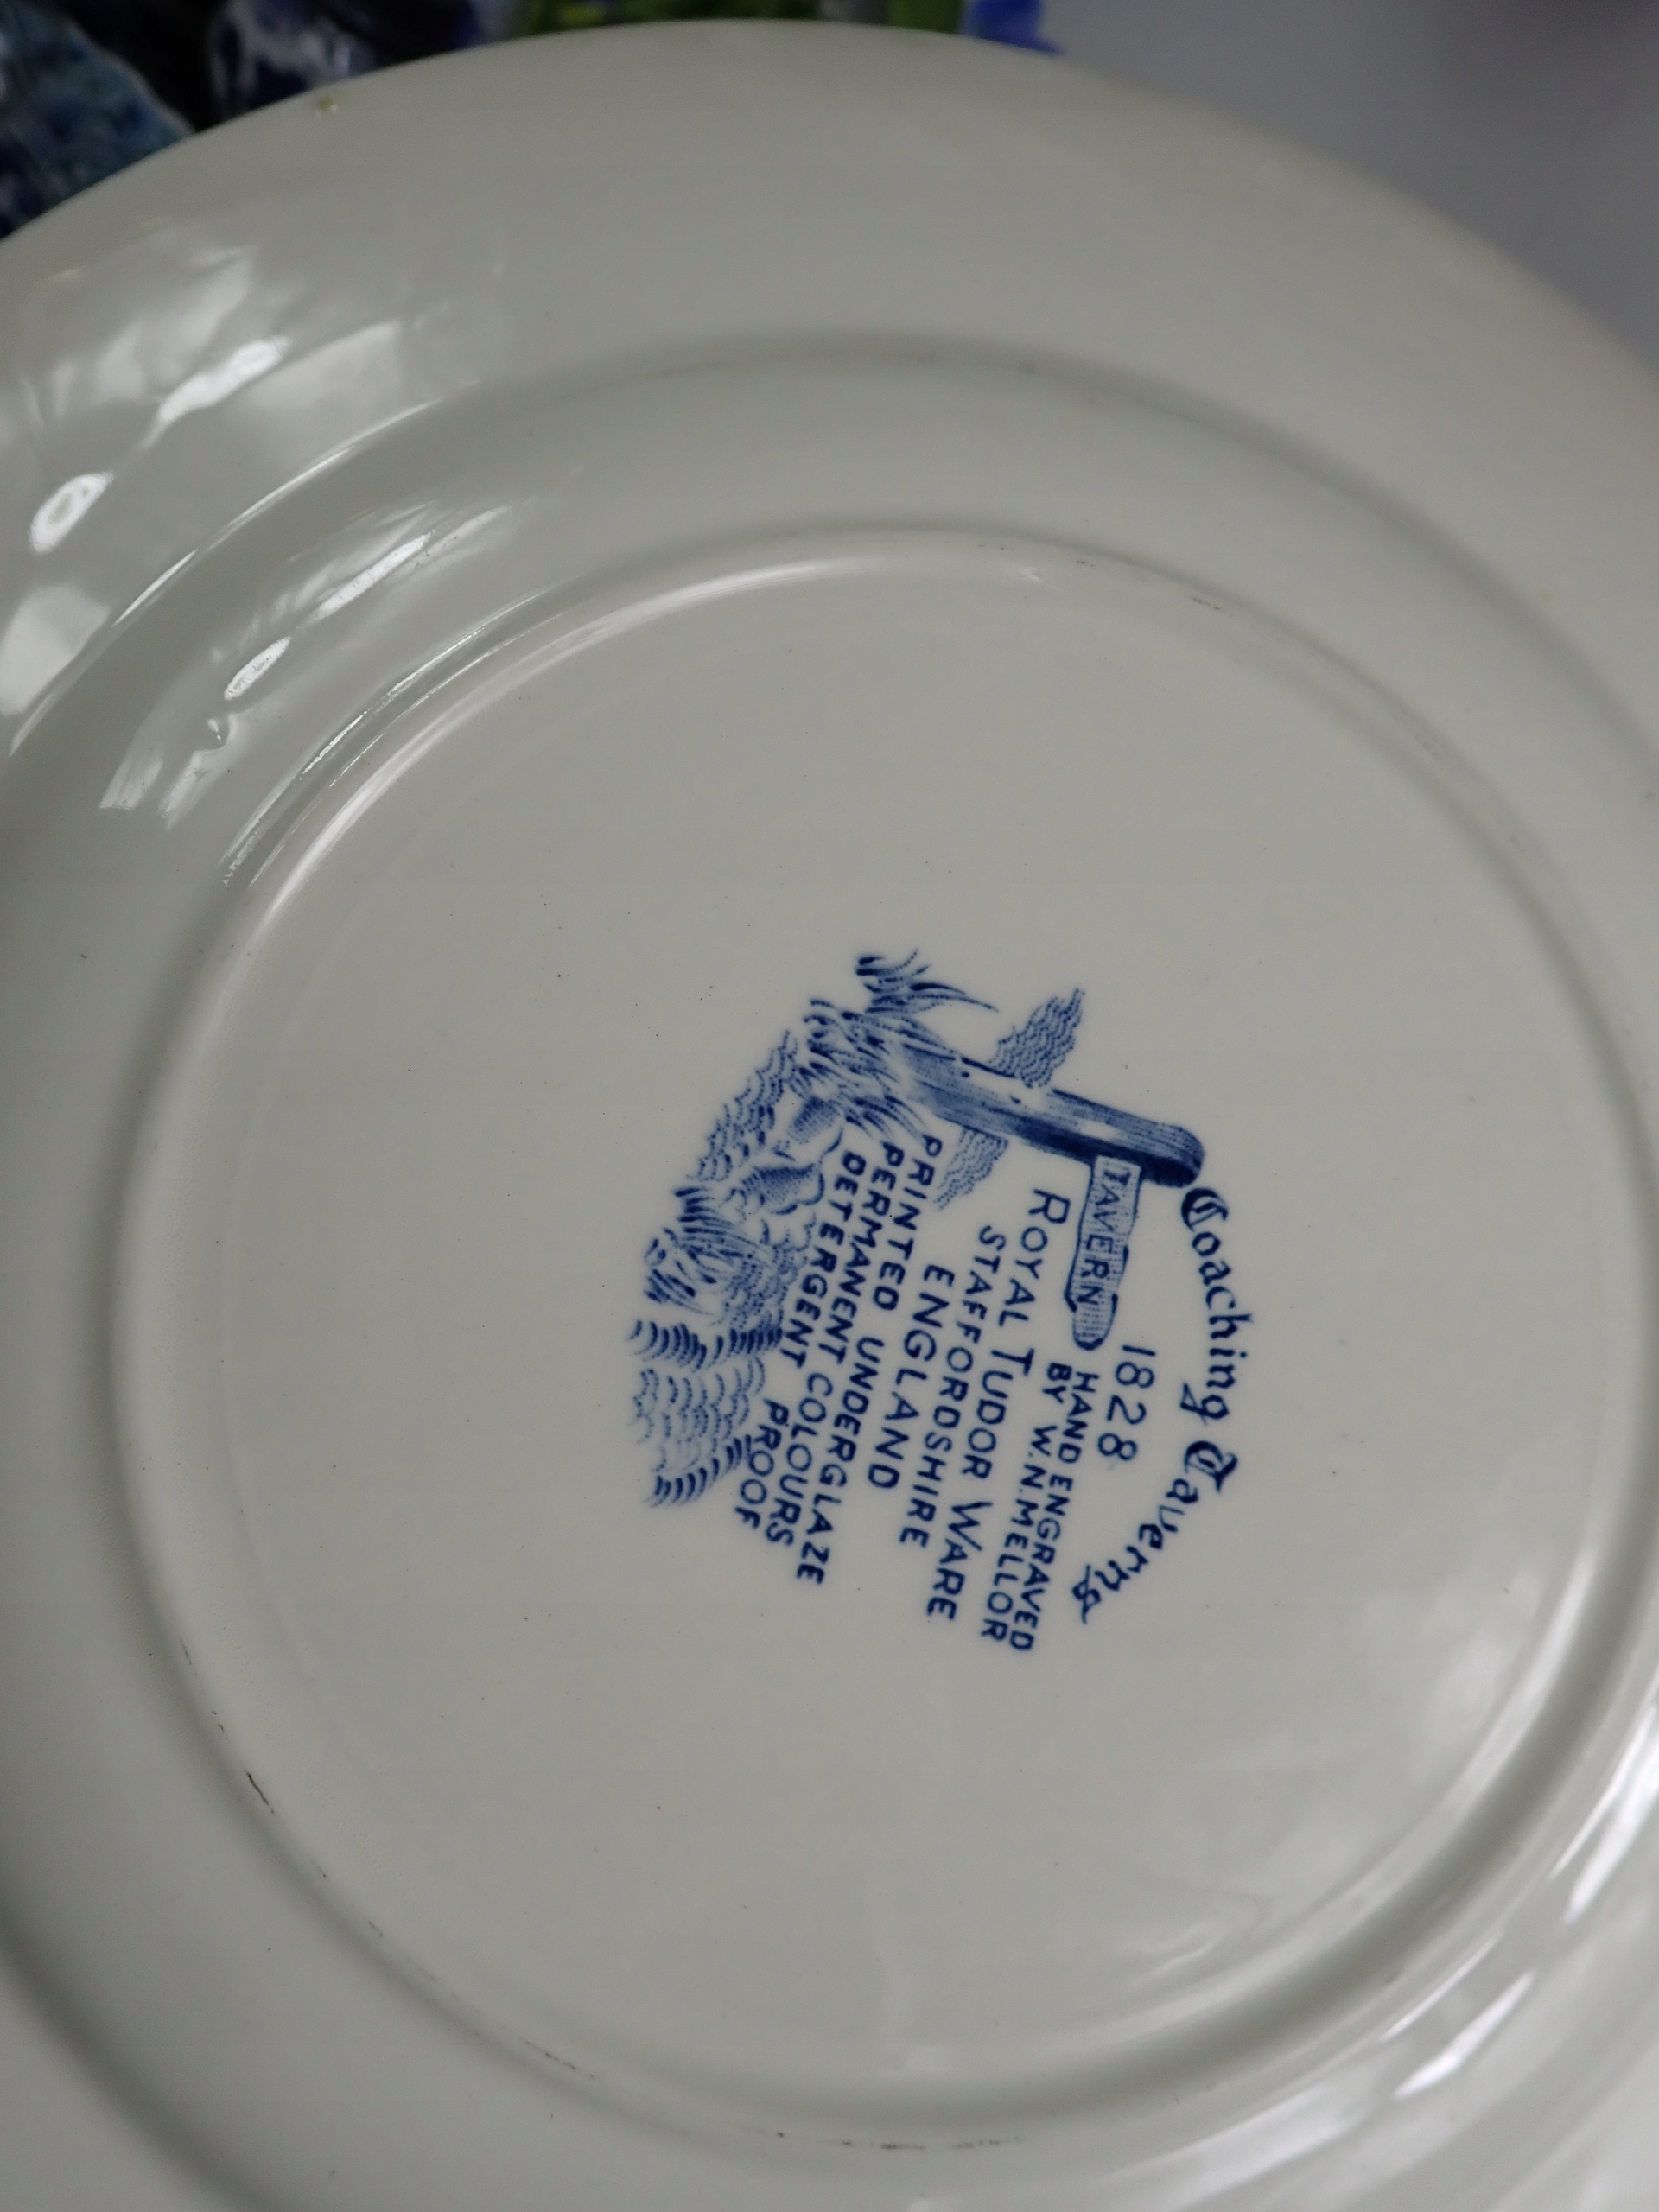 Coaching Taverns
1828
TAVERN
HAND ENGRAVED
BY W.N.MELLOR
ROYAL TUDOR WARE
STAFFORDSHIRE
ENGLAND
PRINTED UNDERGLAZE
PERMANENT COLOURS
DETERGENT PROOF